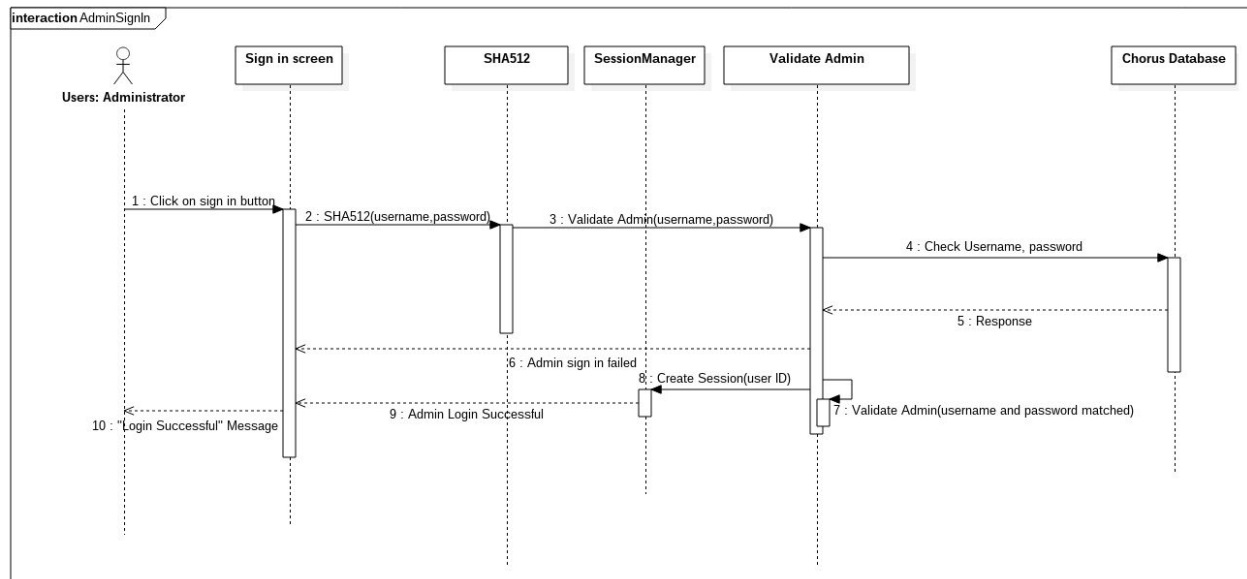 interaction AdminSignIn
Sign in screen
SHA512
SessionManager
Validate Admin
Chorus Database
Users: Administrator
1 : Click on sign in button
2 : SHA512(username,password)
3 : Validate Admin(username,password)
4 : Check Username, password
5 : Response
6 : Admin sign in failed
8 : Create Session(user ID)
9 : Admin Login Successful
7 : Validate Admin(username and password matched)
10 : "Login Successful" Message